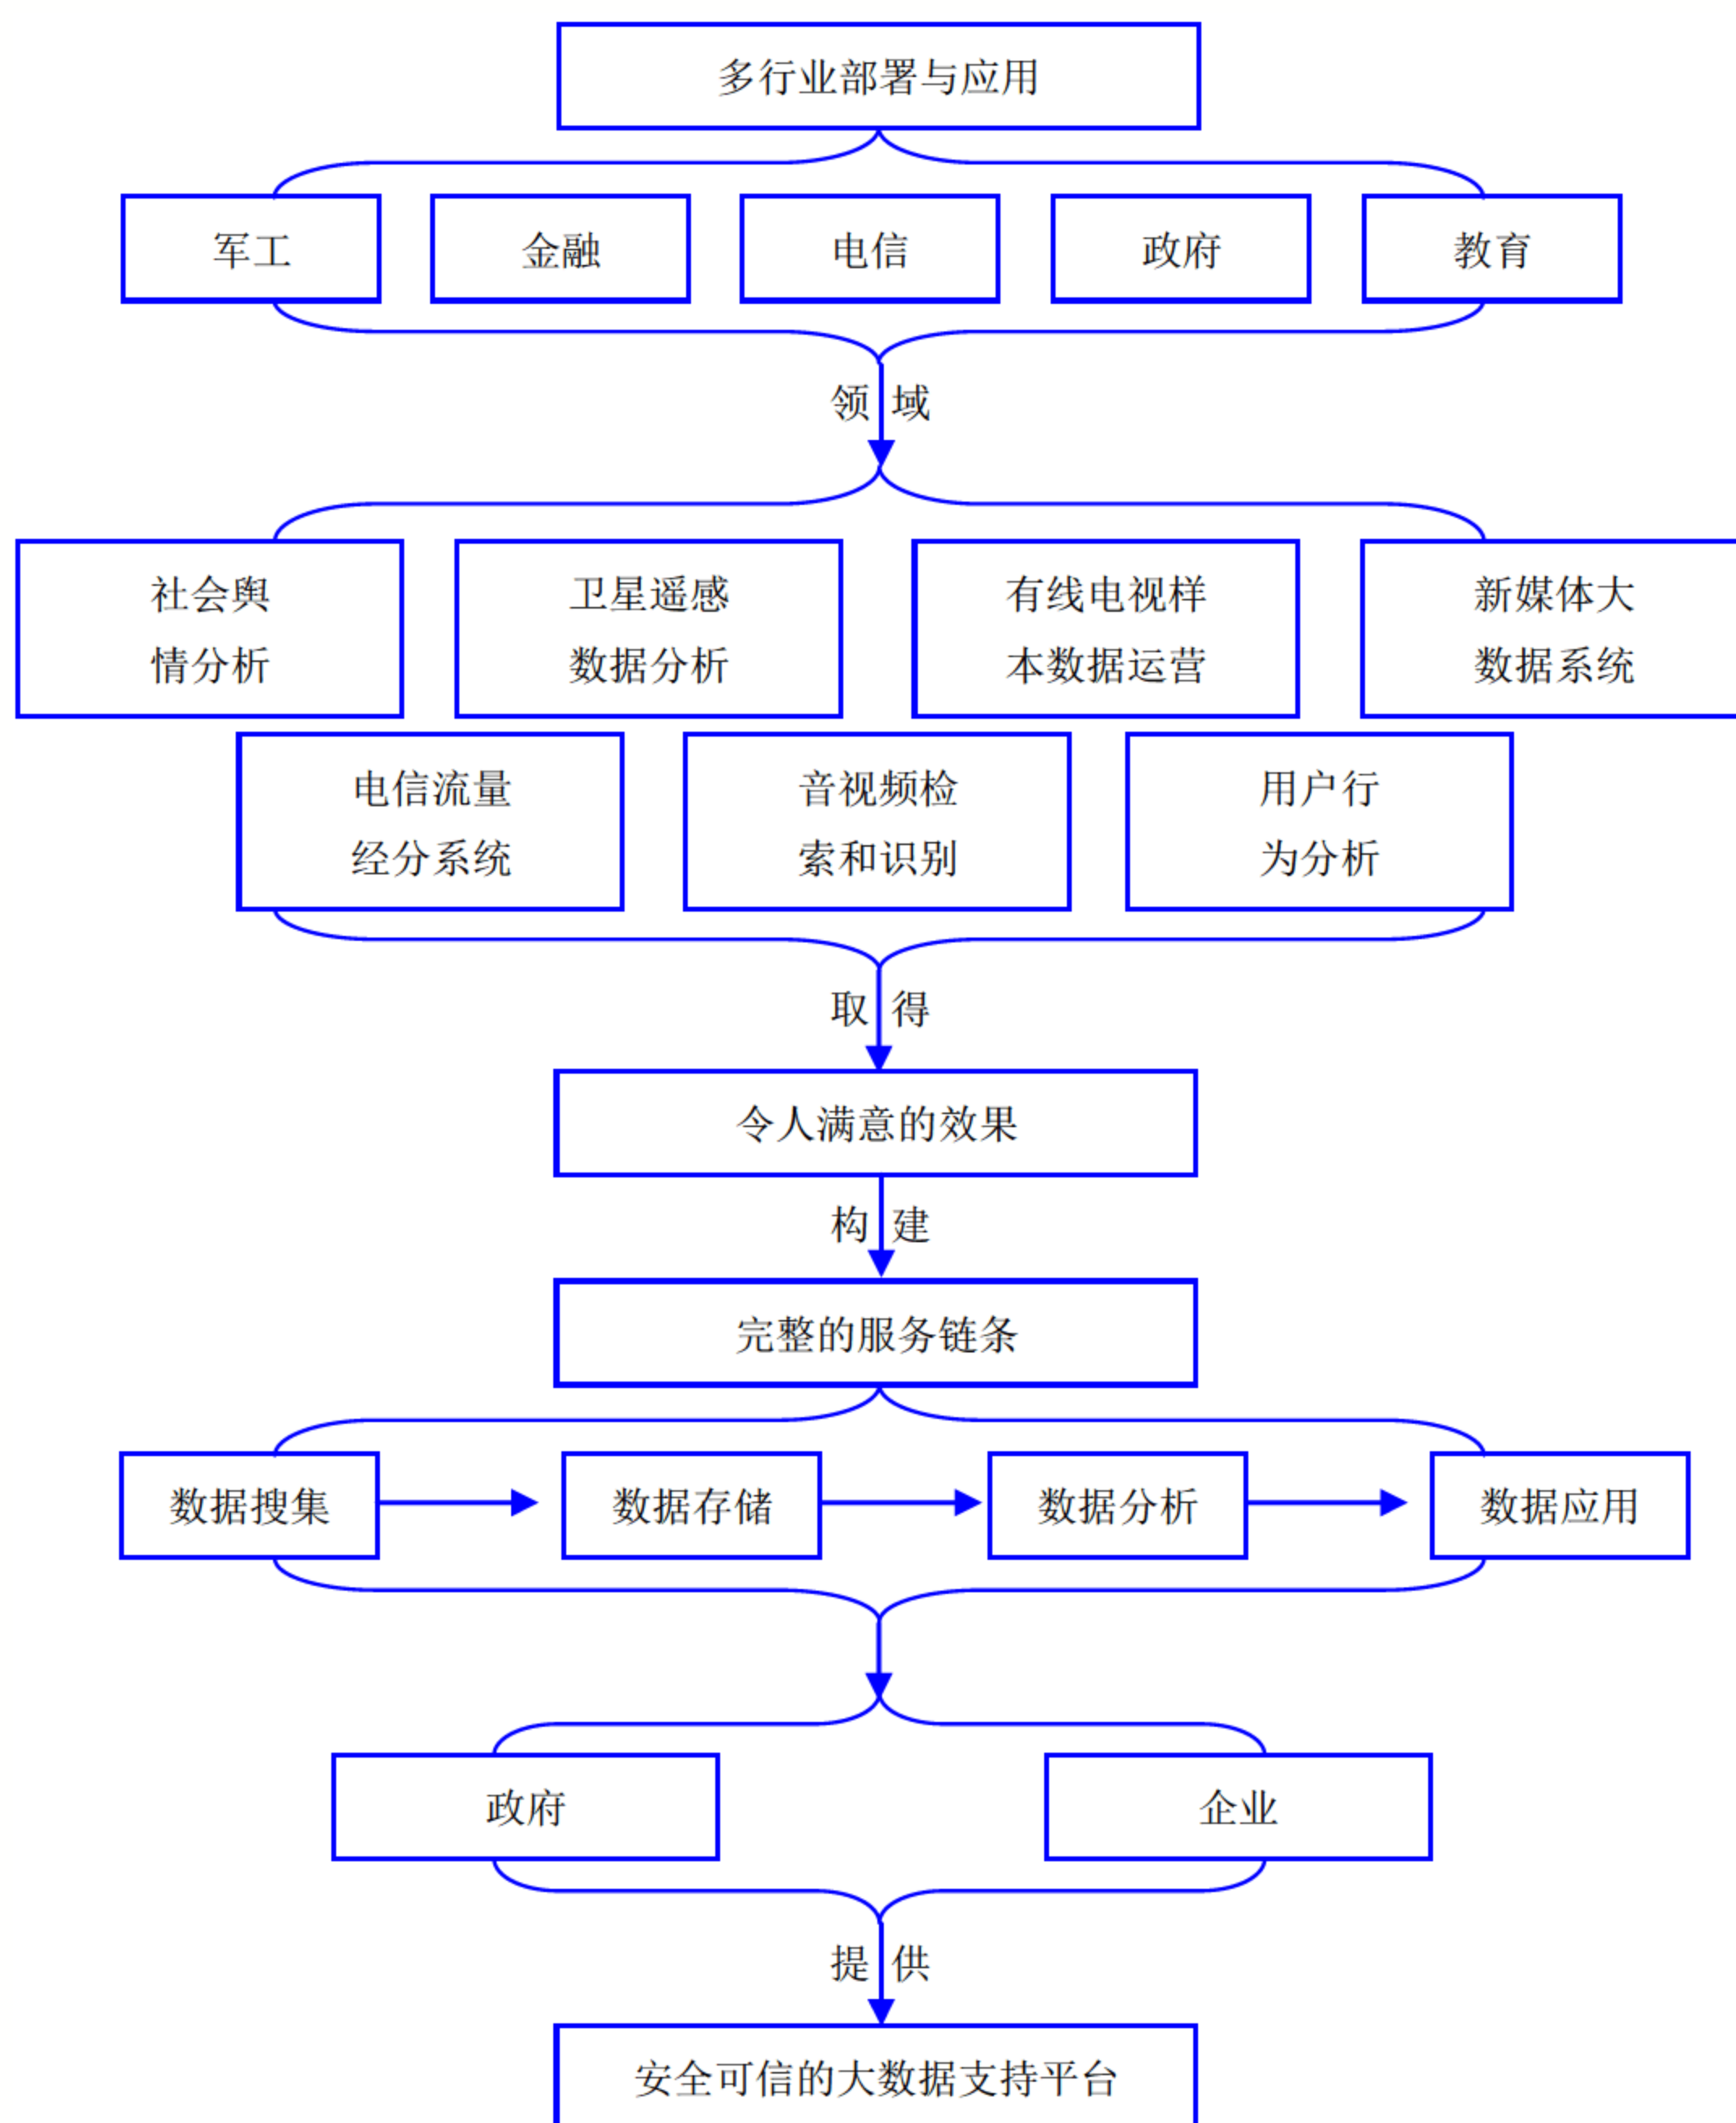 多行业部署与应用
军工
金融
电信
政府
教育
领域
社会舆
情分析
卫星遥感
数据分析
有线电视样
本数据运营
新媒体大
数据系统
电信流量
经分系统
音视频检
索和识别
用户行
为分析
取得
令人满意的效果
构建
完整的服务链条
数据搜集
数据存储
数据分析
数据应用
政府
企业
提供
安全可信的大数据支持平台